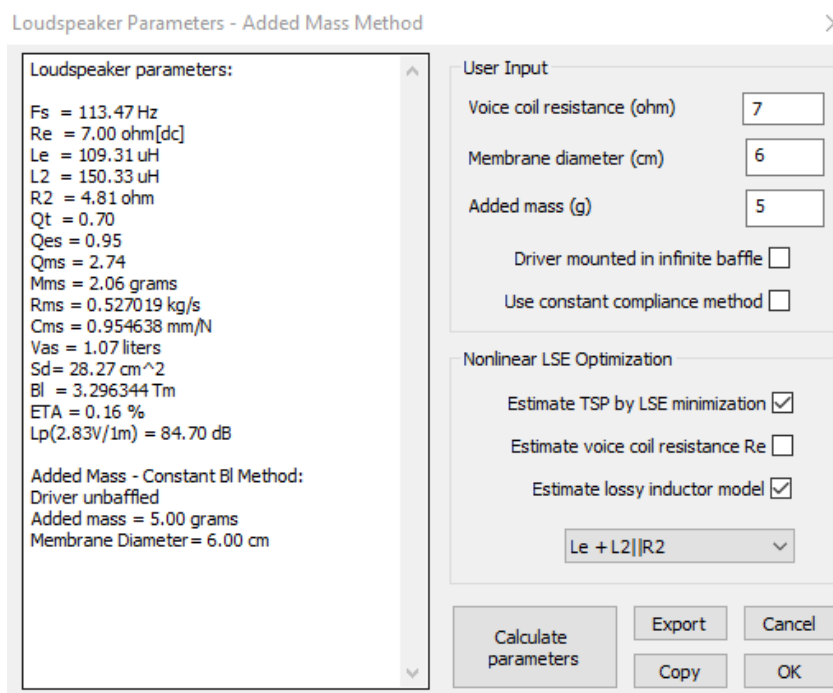 Loudspeaker Parameters - Added Mass Method
Loudspeaker parameters:
Fs = 113.47 Hz
Re = 7.00 ohm[dc]
Le = 109.31 uH
L2 = 150.33 uH
R2 = 4.81 ohm
Qt = 0.70
Qes = 0.95
Qms = 2.74
Mms = 2.06 grams
Rms = 0.527019 kg/s
Cms = 0.954638 mm/N
Vas = 1.07 liters
Sd= 28.27 cm^2
Bl = 3.296344 Tm
ETA = 0.16 %
Lp(2.83V/1m) = 84.70 dB
Added Mass - Constant Bl Method:
Driver unbaffled
Added mass = 5.00 grams
Membrane Diameter= 6.00 cm
User Input
Voice coil resistance (ohm) 7
Membrane diameter (cm) 6
Added mass (g) 5
Driver mounted in infinite baffle
Use constant compliance method
Nonlinear LSE Optimization
Estimate TSP by LSE minimization
Estimate voice coil resistance Re
Estimate lossy inductor model
Le + L2||R2
Calculate
parameters
Export
Cancel
Copy
OK